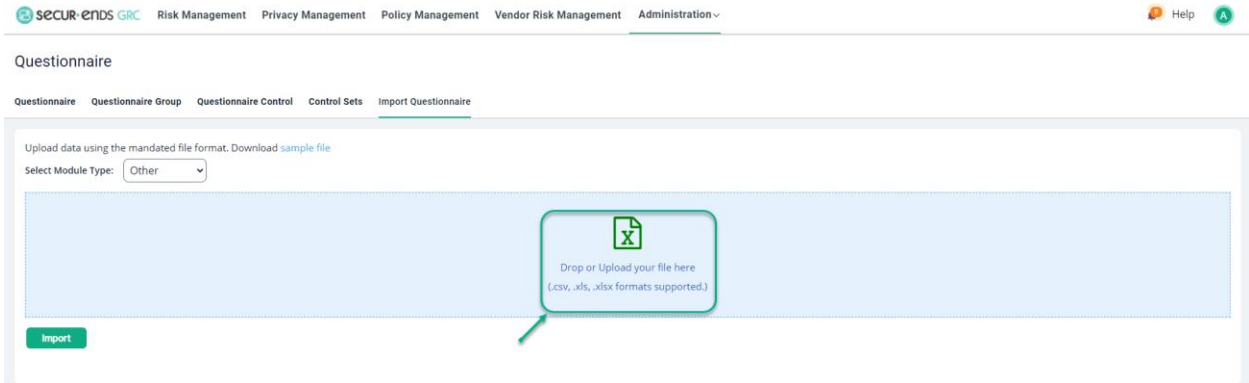 SECUR·ENDS GRC Risk Management Privacy Management Policy Management Vendor Risk Management Administration Help A
Questionnaire
Questionnaire Questionnaire Group Questionnaire Control Control Sets Import Questionnaire
Upload data using the mandated file format. Download sample file
Select Module Type: Other
X
Drop or Upload your file here
(.csv, .xls, .xlsx formats supported.)
Import